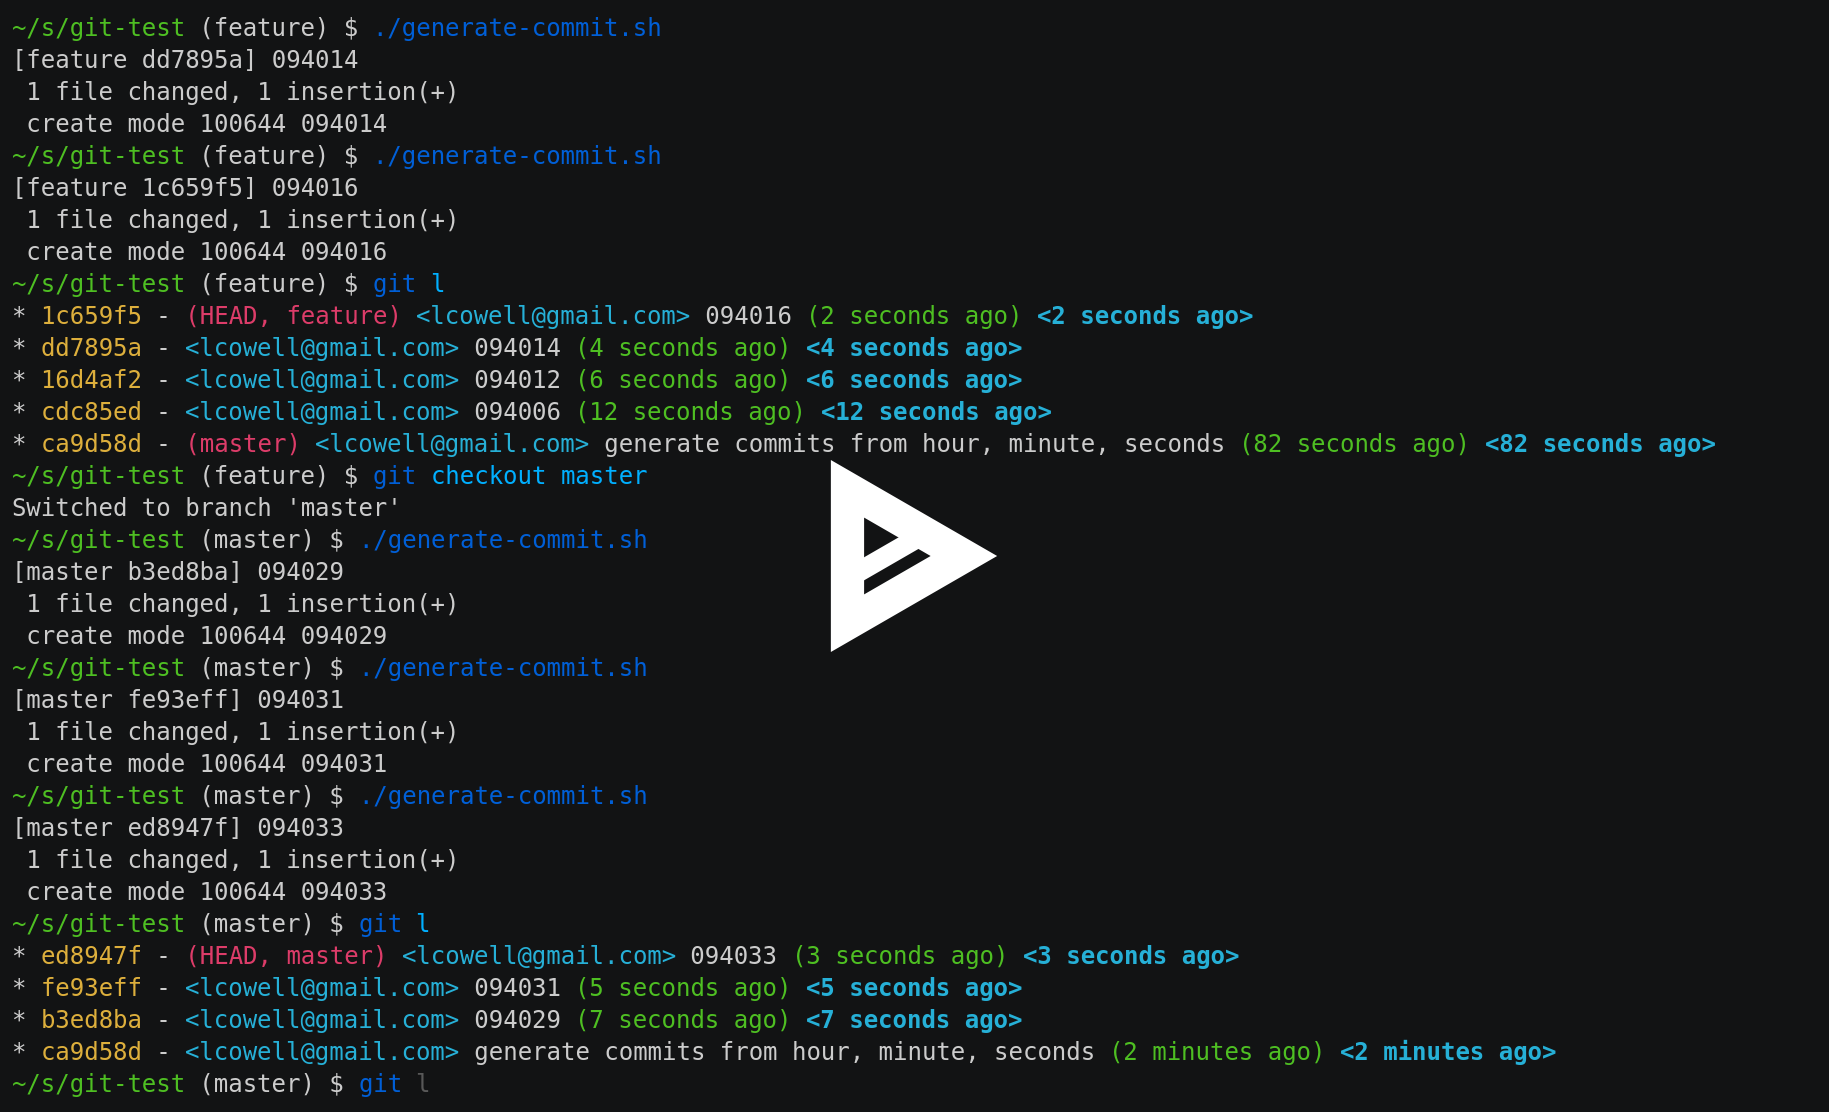 ~/s/git-test (feature) $ ./generate-commit.sh
[feature dd7895a] 094014
 1 file changed, 1 insertion(+)
 create mode 100644 094014
~/s/git-test (feature) $ ./generate-commit.sh
[feature 1c659f5] 094016
 1 file changed, 1 insertion(+)
 create mode 100644 094016
~/s/git-test (feature) $ git l
* 1c659f5 - (HEAD, feature) <lcowell@gmail.com> 094016 (2 seconds ago) <2 seconds ago>
* dd7895a - <lcowell@gmail.com> 094014 (4 seconds ago) <4 seconds ago>
* 16d4af2 - <lcowell@gmail.com> 094012 (6 seconds ago) <6 seconds ago>
* cdc85ed - <lcowell@gmail.com> 094006 (12 seconds ago) <12 seconds ago>
* ca9d58d - (master) <lcowell@gmail.com> generate commits from hour, minute, seconds (82 seconds ago) <82 seconds ago>
~/s/git-test (feature) $ git checkout master
Switched to branch 'master'
~/s/git-test (master) $ ./generate-commit.sh
[master b3ed8ba] 094029
 1 file changed, 1 insertion(+)
 create mode 100644 094029
~/s/git-test (master) $ ./generate-commit.sh
[master fe93eff] 094031
 1 file changed, 1 insertion(+)
 create mode 100644 094031
~/s/git-test (master) $ ./generate-commit.sh
[master ed8947f] 094033
 1 file changed, 1 insertion(+)
 create mode 100644 094033
~/s/git-test (master) $ git l
* ed8947f - (HEAD, master) <lcowell@gmail.com> 094033 (3 seconds ago) <3 seconds ago>
* fe93eff - <lcowell@gmail.com> 094031 (5 seconds ago) <5 seconds ago>
* b3ed8ba - <lcowell@gmail.com> 094029 (7 seconds ago) <7 seconds ago>
* ca9d58d - <lcowell@gmail.com> generate commits from hour, minute, seconds (2 minutes ago) <2 minutes ago>
~/s/git-test (master) $ git l